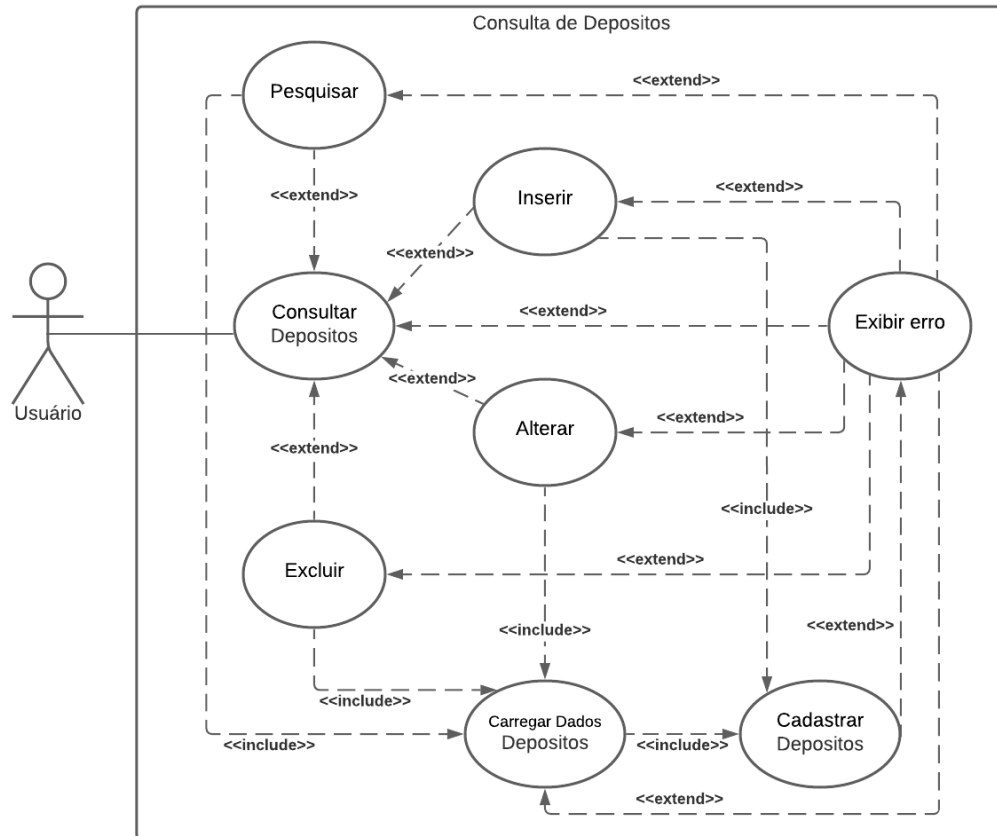 Consulta de Depositos
<<extend>>
Pesquisar
<<extend>>
<<extend>>
Inserir
<<extend>>
Consultar
Depositos
<<extend>>
Exibir erro
<<extend>>
Usuário
Alterar
<<extend>>
<<extend>>
<<include>>
Excluir
<<extend>>
<<include>>
<<extend>>
<<include>>
Carregar Dados
Depositos
Cadastrar
Depositos
<<include>>
<<include>>
<<extend>>